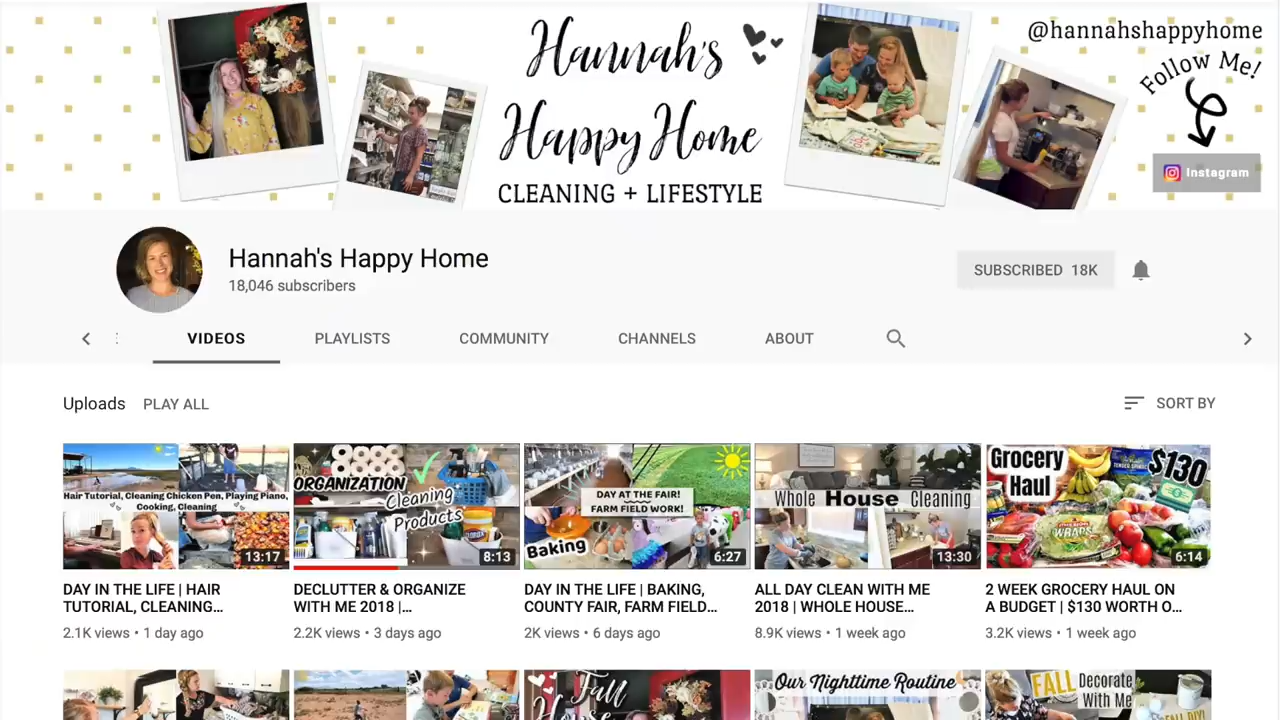 Hannah's
Happy Home
CLEANING + LIFESTYLE
@hannahshappyhome
Follow Me!
Instagram
Hannah's Happy Home
18,046 subscribers
SUBSCRIBED 18K
VIDEOS
PLAYLISTS
COMMUNITY
CHANNELS
ABOUT
Uploads
PLAY ALL
SORT BY
Hair Tutorial, Cleaning Chicken Pen, Playing Piano,
Cooking, Cleaning
13:17
ORGANIZATION
Cleaning
Products
8:13
DAY AT THE FAIR!
FARM FIELD WORK!
Baking
6:27
Whole House Cleaning
13:30
Grocery
Haul
$130
WRAPS
6:14
DAY IN THE LIFE | HAIR
TUTORIAL, CLEANING...
2.1K views • 1 day ago
DECLUTTER & ORGANIZE
WITH ME 2018 |...
2.2K views • 3 days ago
DAY IN THE LIFE | BAKING,
COUNTY FAIR, FARM FIELD...
2K views • 6 days ago
ALL DAY CLEAN WITH ME
2018 | WHOLE HOUSE...
8.9K views • 1 week ago
2 WEEK GROCERY HAUL ON
A BUDGET | $130 WORTH O...
3.2K views • 1 week ago
Fall
House
Our Nighttime Routine
FALL Decorate
With Me